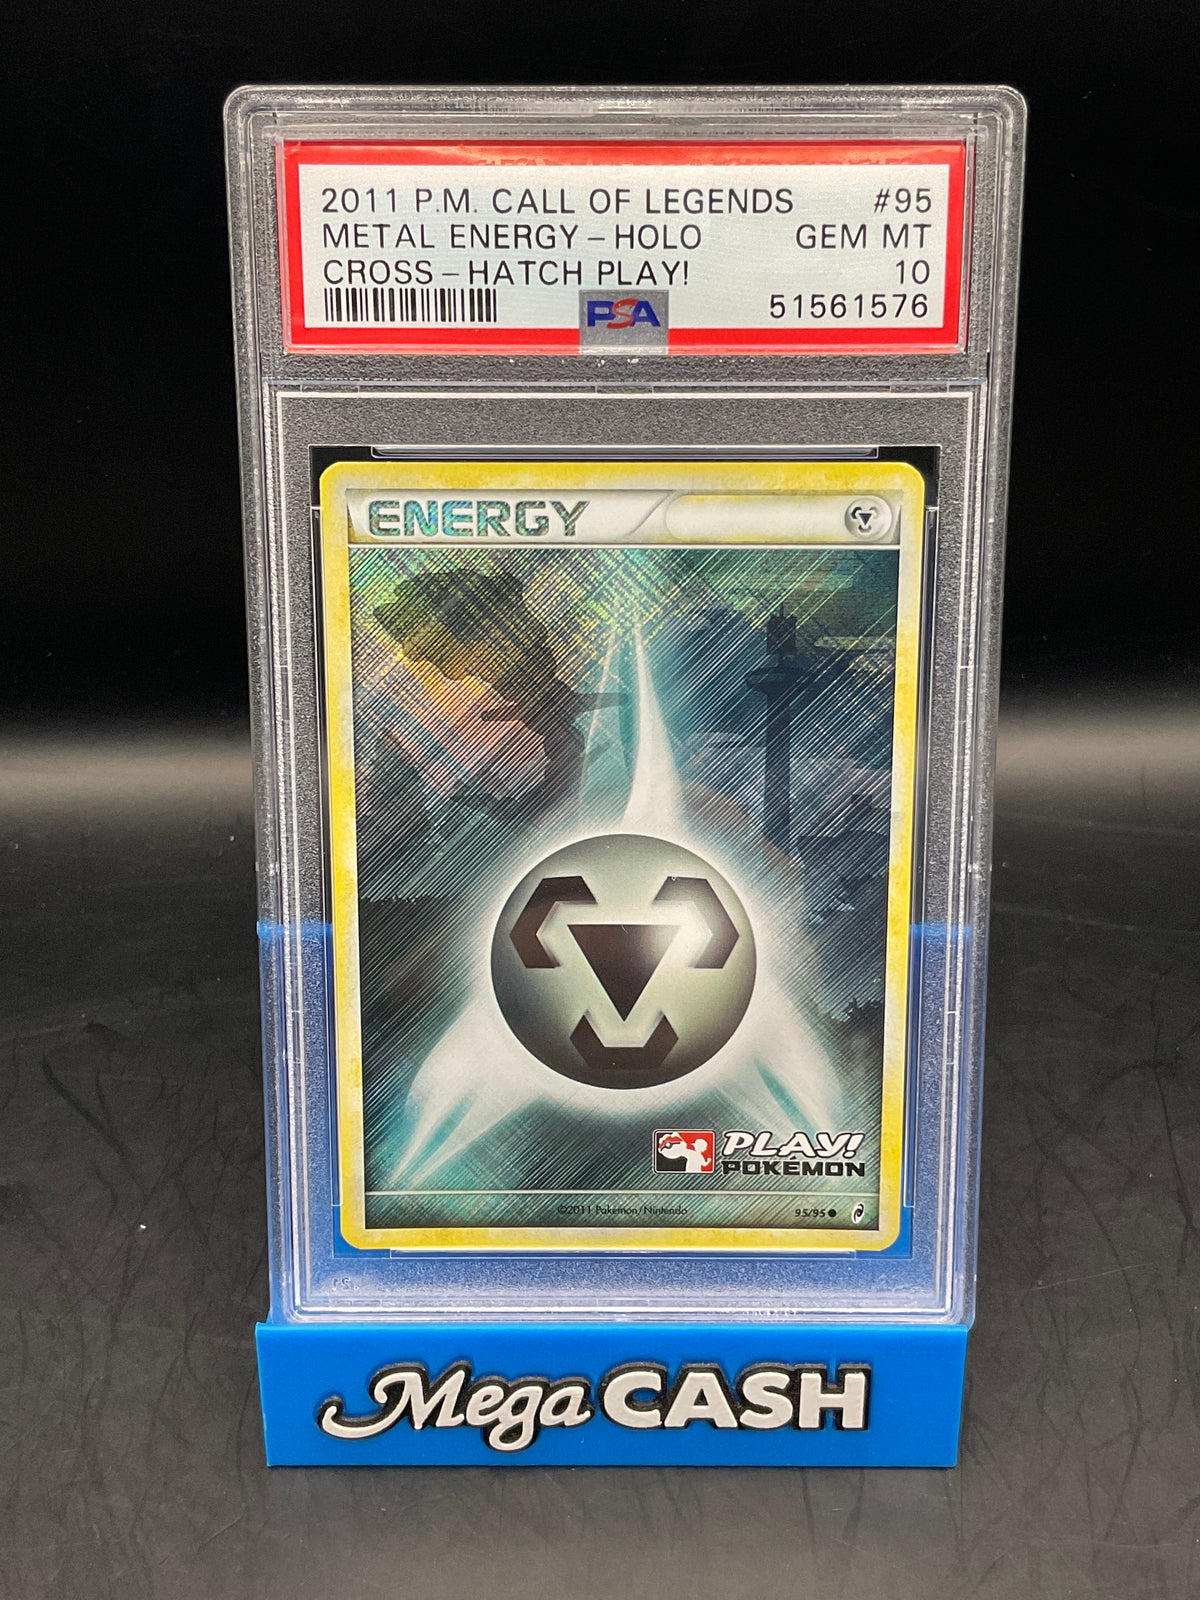 2011 P.M. CALL OF LEGENDS #95
METAL ENERGY - HOLO GEM MT
CROSS - HATCH PLAY! 10
PSA 51561576
ENERGY
PLAY!
POKÉMON
©2011 Pokémon/Nintendo 95/95
Mega CASH